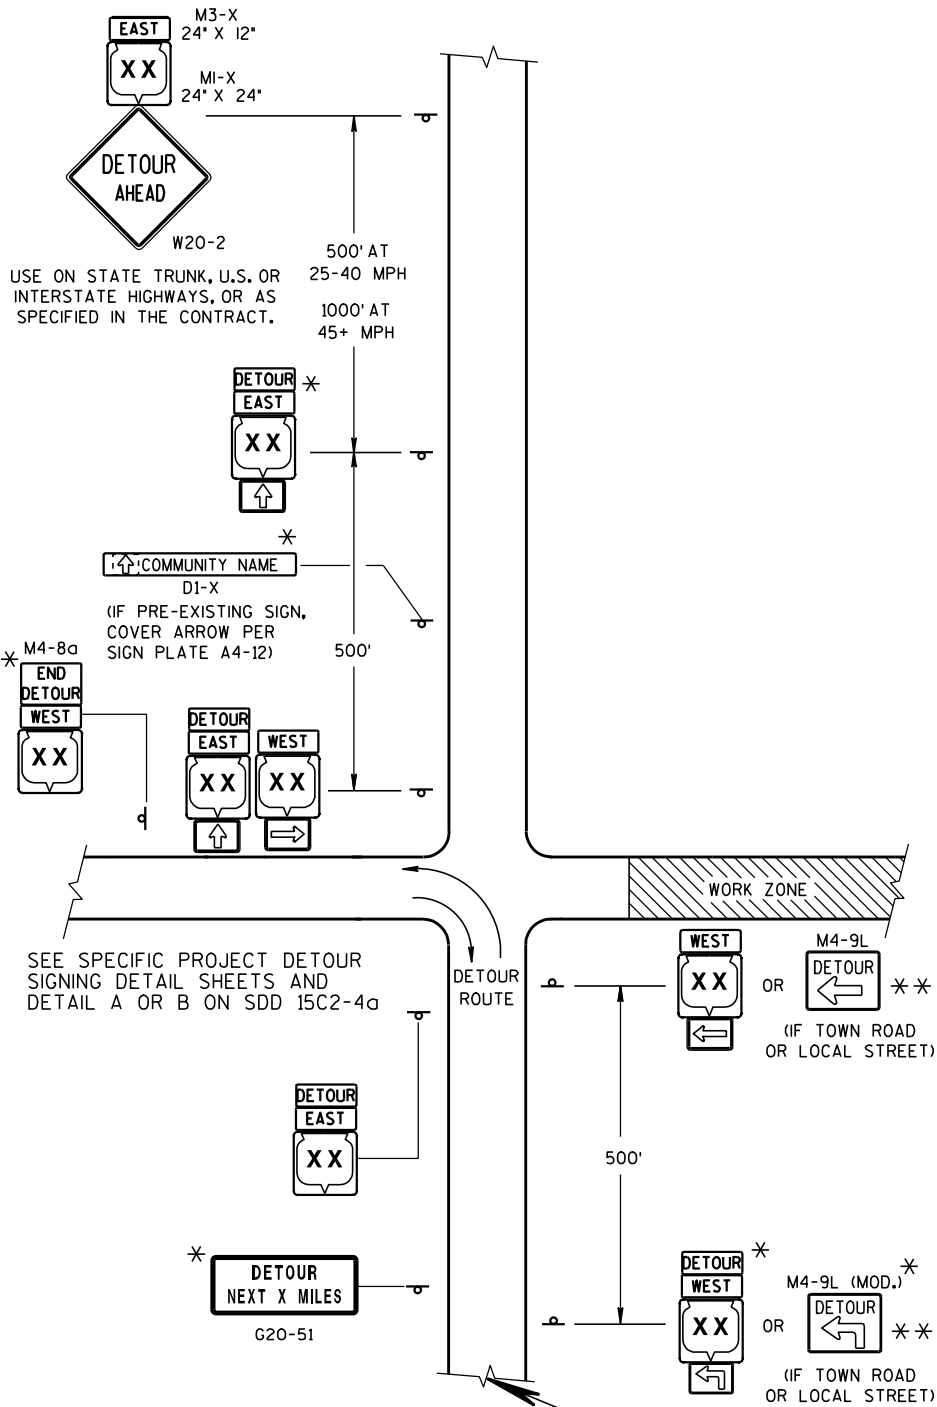 EAST
M3-X
24" X 12"
XX
M1-X
24" X 24"
DETOUR
AHEAD
W20-2
USE ON STATE TRUNK, U.S. OR
INTERSTATE HIGHWAYS, OR AS
SPECIFIED IN THE CONTRACT.
500' AT
25-40 MPH
1000' AT
45+ MPH
DETOUR *
EAST
XX
*
COMMUNITY NAME
D1-X
(IF PRE-EXISTING SIGN,
COVER ARROW PER
SIGN PLATE A4-12)
500'
* M4-8a
END
DETOUR
WEST
XX
DETOUR
EAST
XX
WEST
XX
WORK ZONE
SEE SPECIFIC PROJECT DETOUR
SIGNING DETAIL SHEETS AND
DETAIL A OR B ON SDD 15C2-4a
DETOUR
ROUTE
WEST
XX
OR
M4-9L
DETOUR
**
(IF TOWN ROAD
OR LOCAL STREET)
DETOUR
EAST
XX
500'
*
DETOUR
NEXT X MILES
G20-51
DETOUR *
WEST
XX
OR
M4-9L (MOD.) *
DETOUR
**
(IF TOWN ROAD
OR LOCAL STREET)